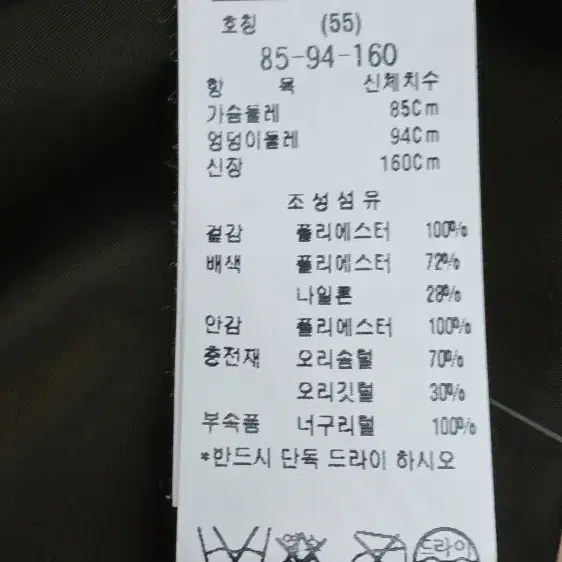 호칭 (55)
85-94-160
항 목 신체치수
가슴둘레 85Cm
엉덩이둘레 94Cm
신장 160Cm
조성섬유
겉감 폴리에스터 100%
배색 폴리에스터 72%
나일론 28%
안감 폴리에스터 100%
충전재 오리솜털 70%
오리깃털 30%
부속품 너구리털 100%
*반드시 단독 드라이 하시오
드라이